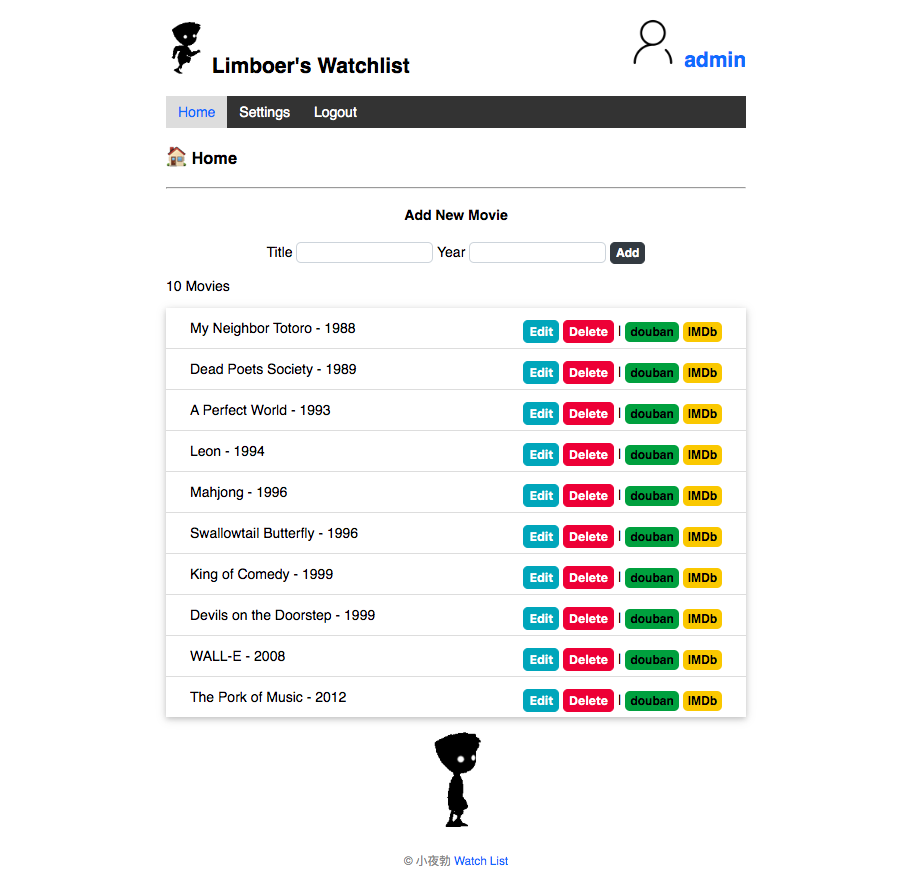 Limboer's Watchlist
admin
Home Settings Logout
Home
Add New Movie
Title Year Add
10 Movies
My Neighbor Totoro - 1988 Edit Delete | douban IMDb
Dead Poets Society - 1989 Edit Delete | douban IMDb
A Perfect World - 1993 Edit Delete | douban IMDb
Leon - 1994 Edit Delete | douban IMDb
Mahjong - 1996 Edit Delete | douban IMDb
Swallowtail Butterfly - 1996 Edit Delete | douban IMDb
King of Comedy - 1999 Edit Delete | douban IMDb
Devils on the Doorstep - 1999 Edit Delete | douban IMDb
WALL-E - 2008 Edit Delete | douban IMDb
The Pork of Music - 2012 Edit Delete | douban IMDb
© 小夜勃 Watch List